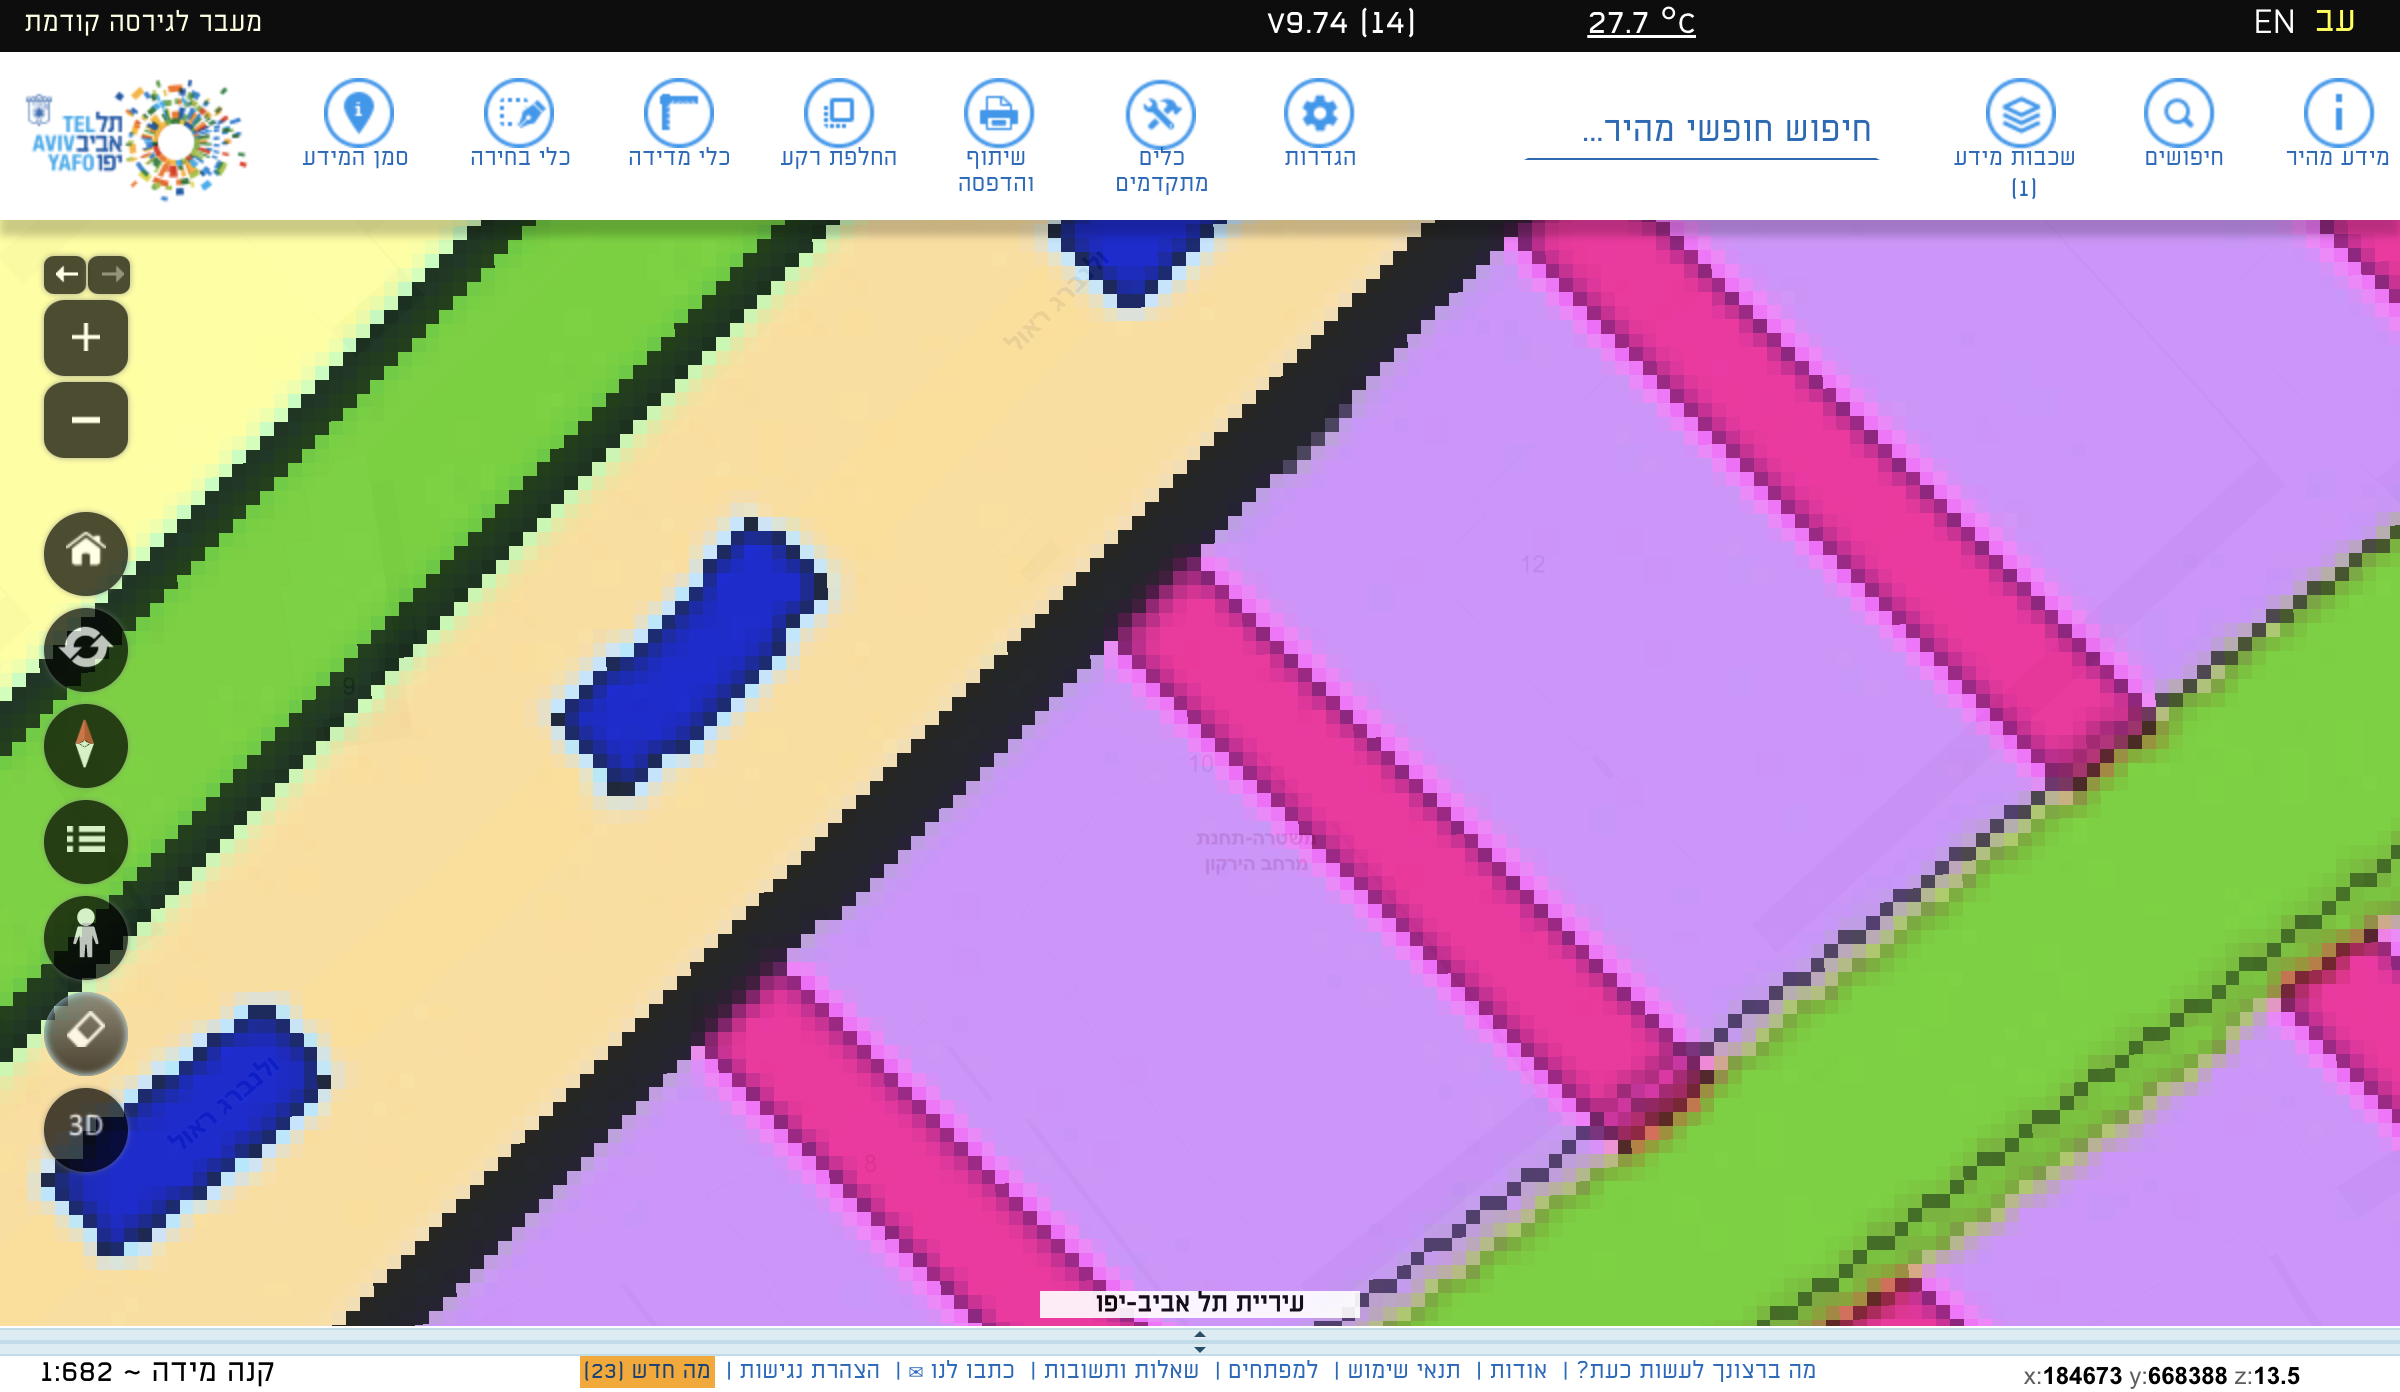 עב EN
27.7 °C
V9.74 (14)
מעבר לגירסה קודמת
מידע מהיר
חיפושים
שכבות מידע
(1)
חיפוש חופשי מהיר...
הגדרות
כלים
מתקדמים
שיתוף
והדפסה
החלפת רקע
כלי מדידה
כלי בחירה
סמן המידע
TEL תל
AVIV אביב
YAFO יפו
ולנברג ראול
12
9
10
משטרה-תחנת
מרחב הירקון
ולנברג ראול
3D
8
עיריית תל אביב-יפו
מה ברצונך לעשות כעת? | אודות | תנאי שימוש | למפתחים | שאלות ותשובות | כתבו לנו ✉ | הצהרת נגישות | מה חדש (23)
קנה מידה ~ 1:682
x:184673 y:668388 z:13.5